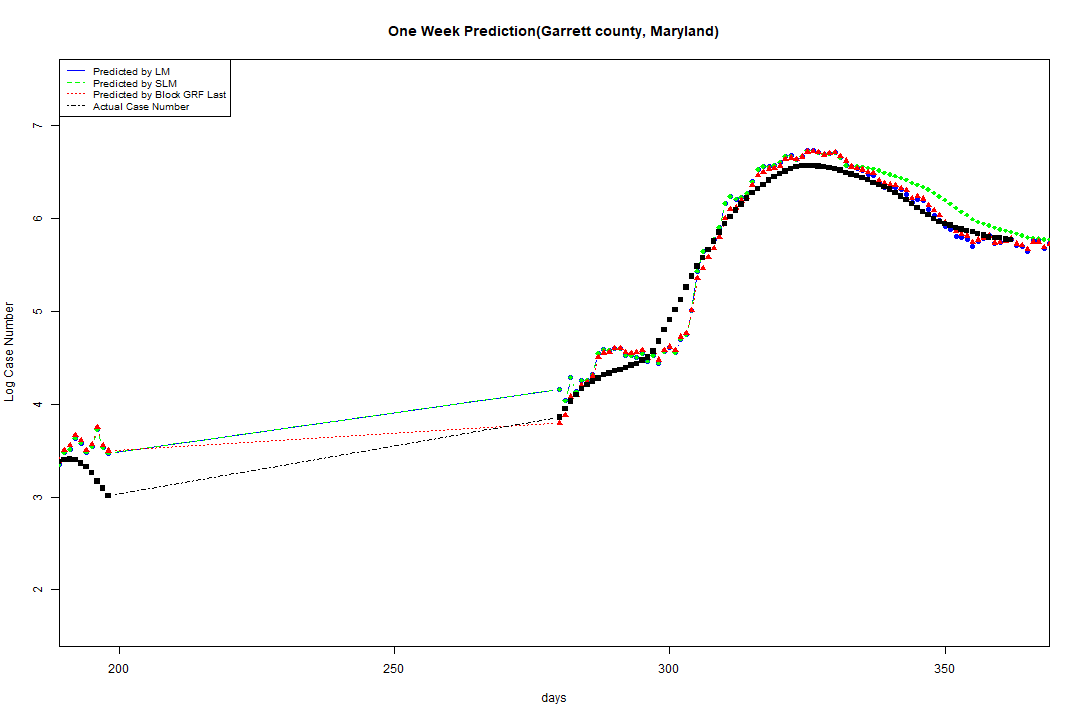 One Week Prediction(Garrett county, Maryland)
Predicted by LM
Predicted by SLM
Predicted by Block GRF Last
Actual Case Number
7
6
5
4
3
2
Log Case Number
200 250 300 350
days